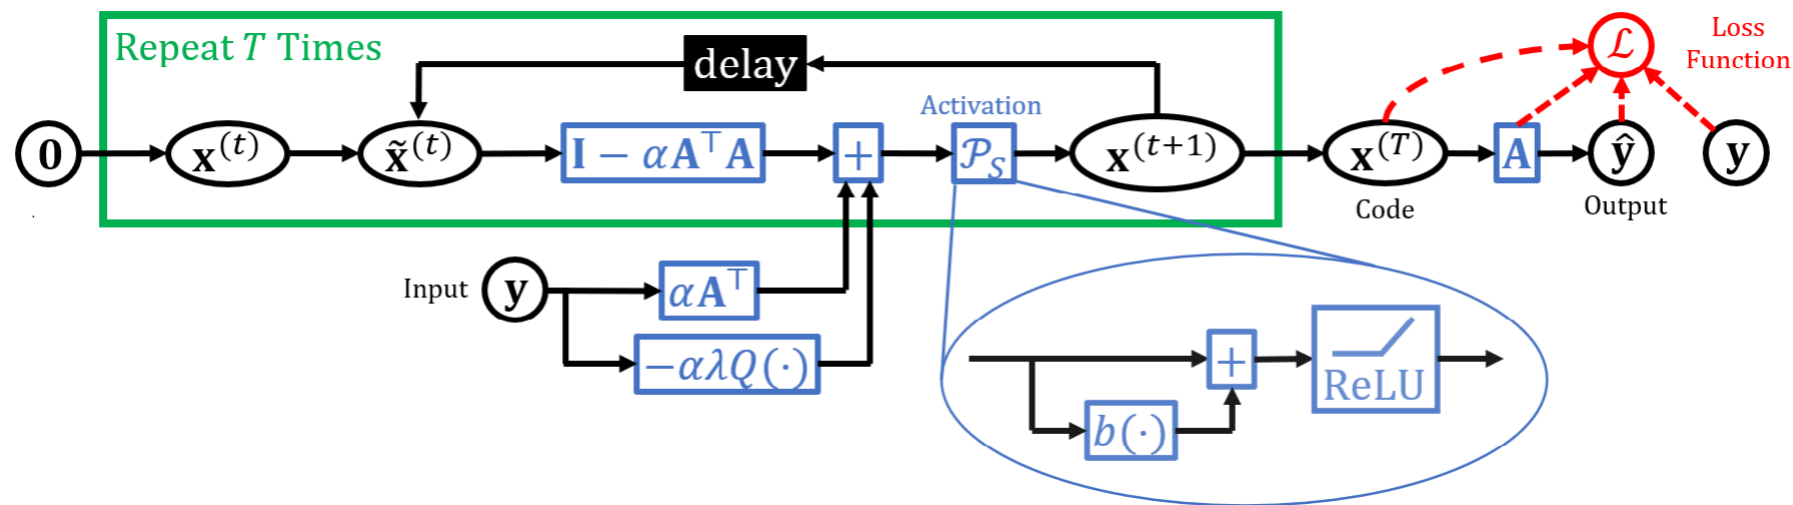 Repeat T Times
delay
Loss
Function
ℒ
Activation
0
x^(t)
x̃^(t)
I − αA^⊤A
+
𝒫_S
x^(t+1)
x^(T)
A
ŷ
y
Code
Output
Input
y
αA^⊤
−αλQ(·)
+
ReLU
b(·)